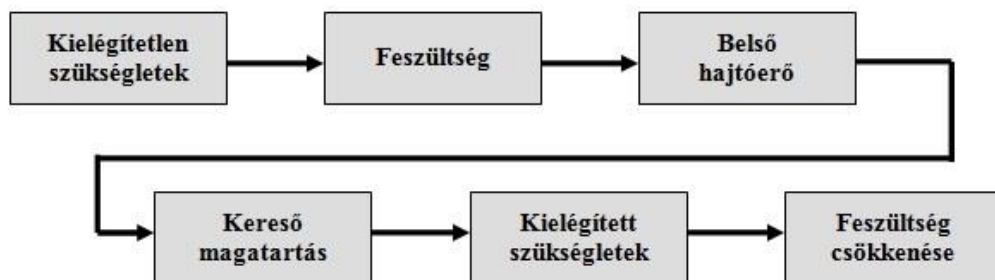 Kielégítetlen
szükségletek
Feszültség
Belső
hajtóerő
Kereső
magatartás
Kielégített
szükségletek
Feszültség
csökkenése